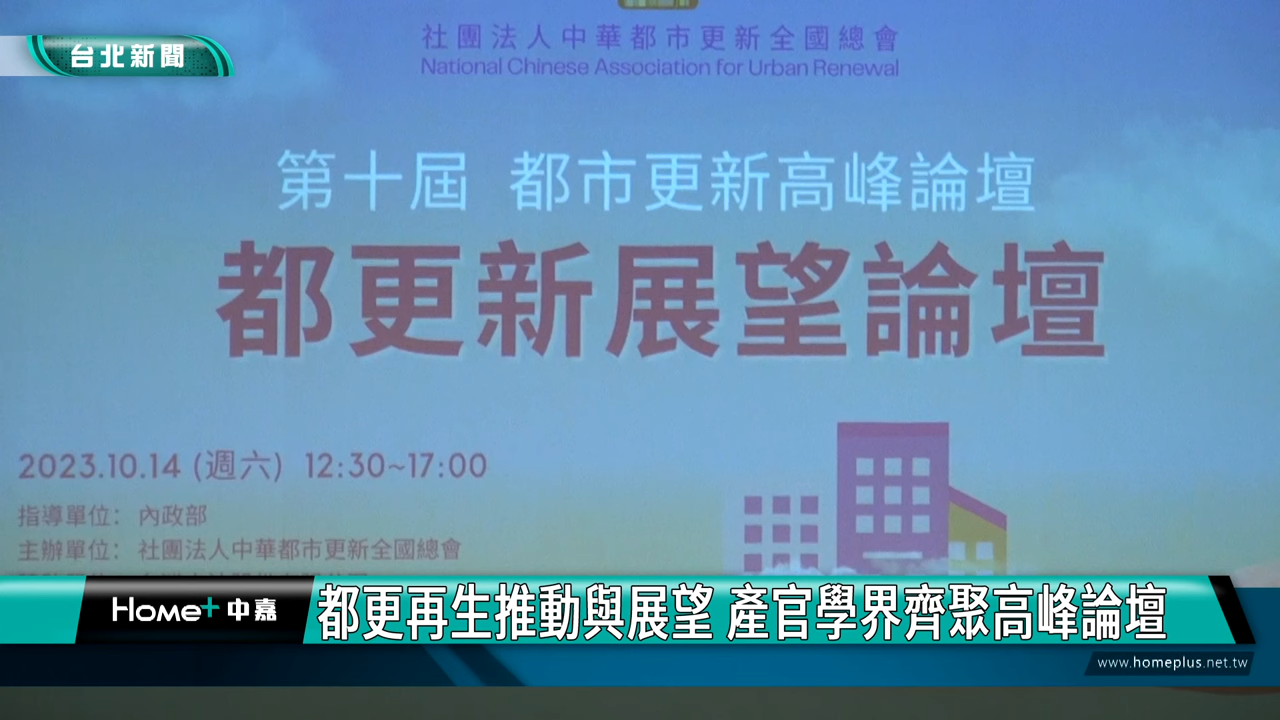 台北新聞
社團法人中華都市更新全國總會
National Chinese Association for Urban Renewal
第十屆 都市更新高峰論壇
都更新展望論壇
2023.10.14 (週六) 12:30~17:00
指導單位： 內政部
主辦單位： 社團法人中華都市更新全國總會
Home+ 中嘉
都更再生推動與展望 產官學界齊聚高峰論壇
www.homeplus.net.tw